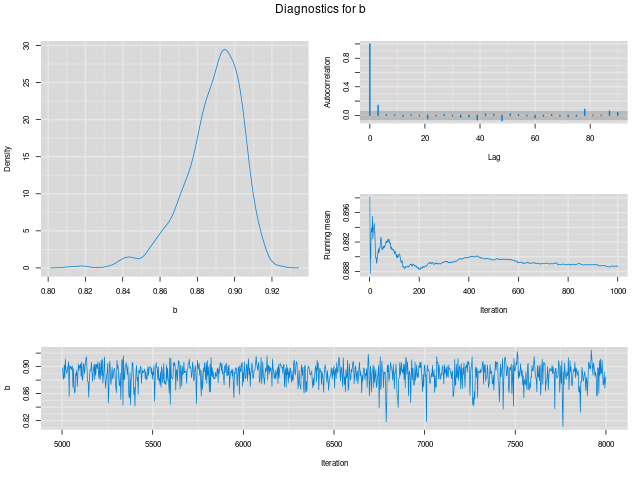 Diagnostics for b
Density
0 5 10 15 20 25 30
0.80 0.82 0.84 0.86 0.88 0.90 0.92
b
Autocorrelation
0.0 0.4 0.8
0 20 40 60 80
Lag
Running mean
0.888 0.892 0.896
0 200 400 600 800 1000
Iteration
b
0.82 0.86 0.90
5000 5500 6000 6500 7000 7500 8000
Iteration